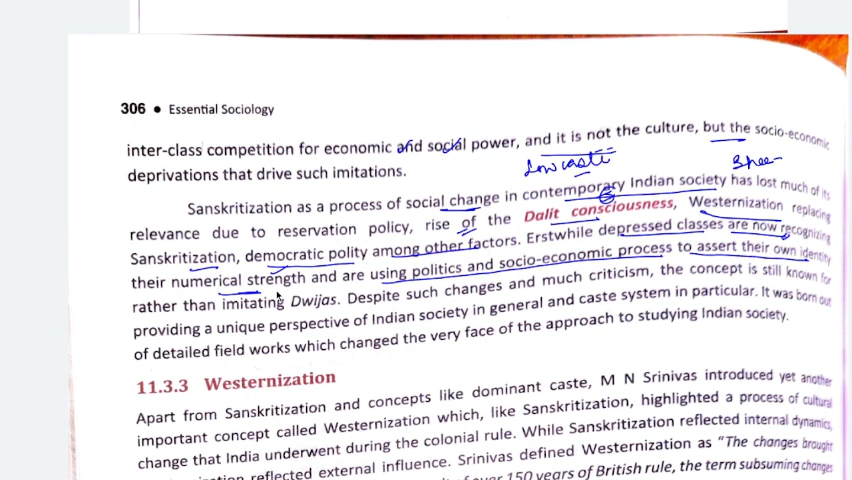 306 • Essential Sociology
inter-class competition for economic and social power, and it is not the culture, but the socio-economic
deprivations that drive such imitations.
Low caste
Sanskritization as a process of social change in contemporary Indian society has lost much of its
relevance due to reservation policy, rise of the Dalit consciousness, Westernization replacing
Sanskritization, democratic polity among other factors. Erstwhile depressed classes are now recognizing
their numerical strength and are using politics and socio-economic process to assert their own identity
rather than imitating Dwijas. Despite such changes and much criticism, the concept is still known for
providing a unique perspective of Indian society in general and caste system in particular. It was born out
of detailed field works which changed the very face of the approach to studying Indian society.
11.3.3 Westernization
Apart from Sanskritization and concepts like dominant caste, M N Srinivas introduced yet another
important concept called Westernization which, like Sanskritization, highlighted a process of cultural
change that India underwent during the colonial rule. While Sanskritization reflected internal dynamics,
reflected external influence. Srinivas defined Westernization as "The changes brought
over 150 years of British rule, the term subsuming changes